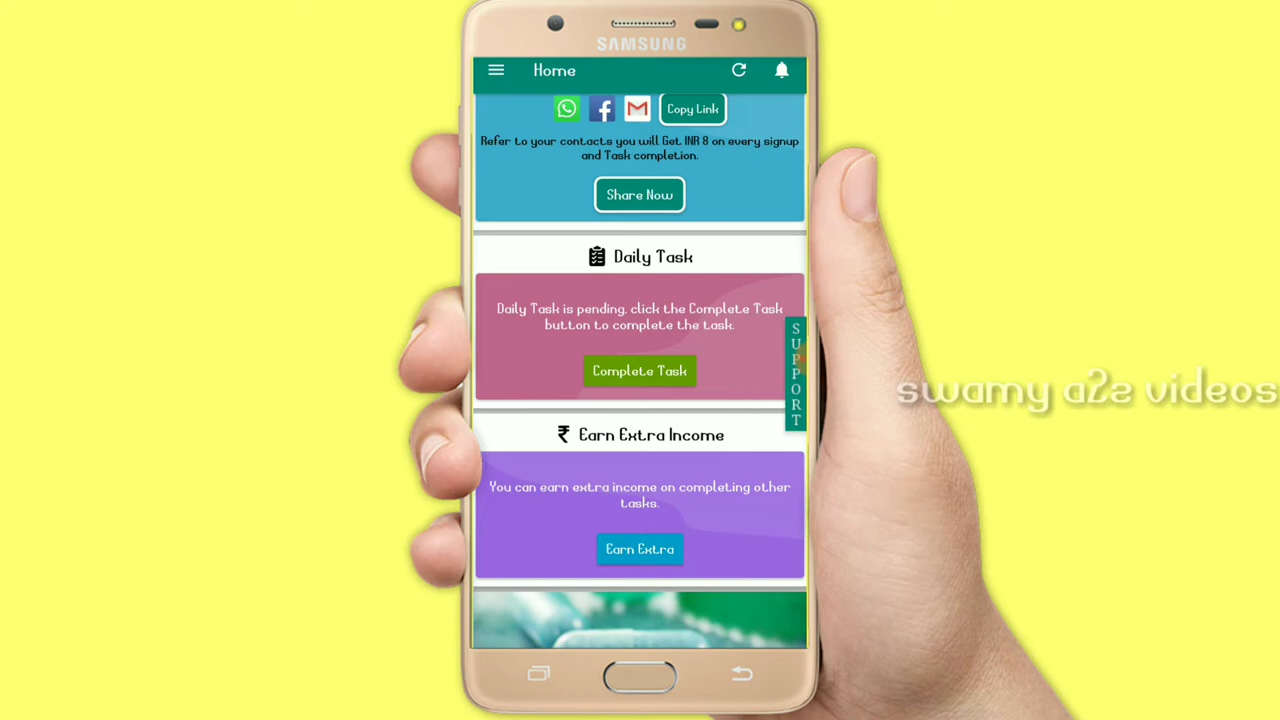 SAMSUNG
Home
Copy Link
Refer to your contacts you will Get INR 8 on every signup
and Task completion.
Share Now
Daily Task
Daily Task is pending, click the Complete Task
button to complete the task.
Complete Task
SUPPORT
₹ Earn Extra Income
You can earn extra income on completing other
tasks.
Earn Extra
swamy a2z videos